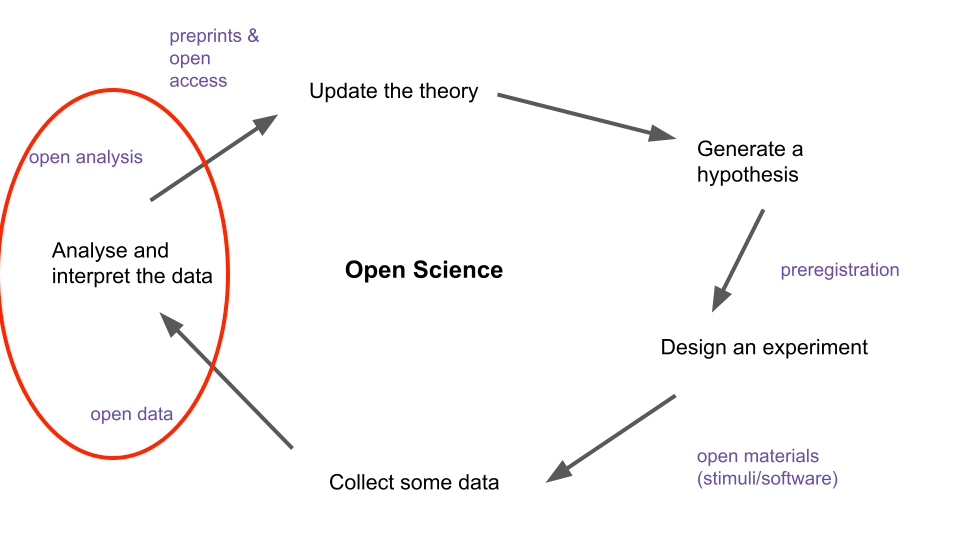 preprints &
open
access
Update the theory
Generate a
hypothesis
open analysis
Analyse and
interpret the data
Open Science
preregistration
Design an experiment
open data
open materials
(stimuli/software)
Collect some data